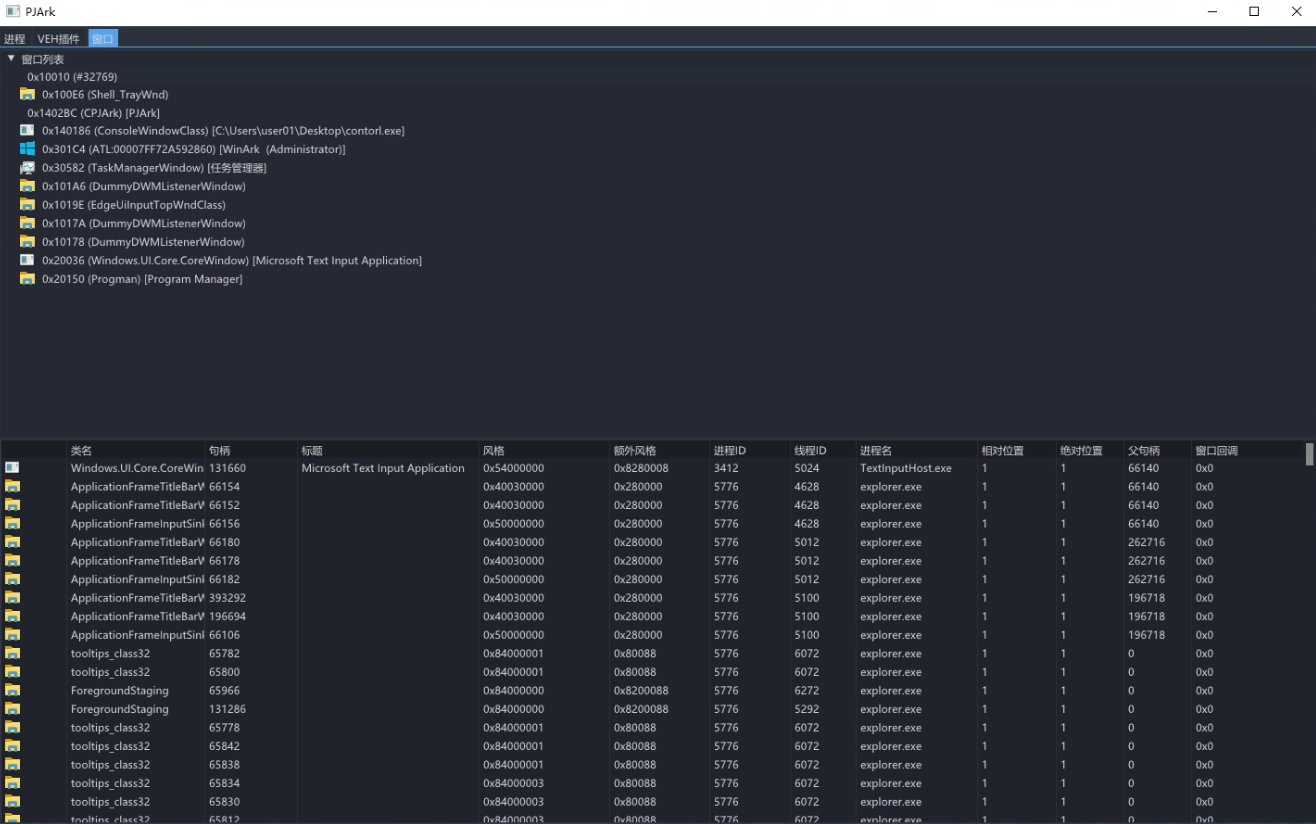 PJArk
进程 VEH插件 窗口
窗口列表
0x10010 (#32769)
0x100E6 (Shell_TrayWnd)
0x1402BC (CPJArk) [PJArk]
0x140186 (ConsoleWindowClass) [C:\Users\user01\Desktop\contorl.exe]
0x301C4 (ATL:00007FF72A592860) [WinArk (Administrator)]
0x30582 (TaskManagerWindow) [任务管理器]
0x101A6 (DummyDWMListenerWindow)
0x1019E (EdgeUiInputTopWndClass)
0x1017A (DummyDWMListenerWindow)
0x10178 (DummyDWMListenerWindow)
0x20036 (Windows.UI.Core.CoreWindow) [Microsoft Text Input Application]
0x20150 (Progman) [Program Manager]
类名 句柄 标题 风格 额外风格 进程ID 线程ID 进程名 相对位置 绝对位置 父句柄 窗口回调
Windows.UI.Core.CoreWin 131660 Microsoft Text Input Application 0x54000000 0x8280008 3412 5024 TextInputHost.exe 1 1 66140 0x0
ApplicationFrameTitleBarW 66154 0x40030000 0x280000 5776 4628 explorer.exe 1 1 66140 0x0
ApplicationFrameTitleBarW 66152 0x40030000 0x280000 5776 4628 explorer.exe 1 1 66140 0x0
ApplicationFrameInputSink 66156 0x50000000 0x280000 5776 4628 explorer.exe 1 1 66140 0x0
ApplicationFrameTitleBarW 66180 0x40030000 0x280000 5776 5012 explorer.exe 1 1 262716 0x0
ApplicationFrameTitleBarW 66178 0x40030000 0x280000 5776 5012 explorer.exe 1 1 262716 0x0
ApplicationFrameInputSink 66182 0x50000000 0x280000 5776 5012 explorer.exe 1 1 262716 0x0
ApplicationFrameTitleBarW 393292 0x40030000 0x280000 5776 5100 explorer.exe 1 1 196718 0x0
ApplicationFrameTitleBarW 196694 0x40030000 0x280000 5776 5100 explorer.exe 1 1 196718 0x0
ApplicationFrameInputSink 66106 0x50000000 0x280000 5776 5100 explorer.exe 1 1 196718 0x0
tooltips_class32 65782 0x84000001 0x80088 5776 6072 explorer.exe 1 1 0 0x0
tooltips_class32 65800 0x84000001 0x80088 5776 6072 explorer.exe 1 1 0 0x0
ForegroundStaging 65966 0x84000000 0x8200088 5776 6272 explorer.exe 1 1 0 0x0
ForegroundStaging 131286 0x84000000 0x8200088 5776 5292 explorer.exe 1 1 0 0x0
tooltips_class32 65778 0x84000001 0x80088 5776 6072 explorer.exe 1 1 0 0x0
tooltips_class32 65842 0x84000001 0x80088 5776 6072 explorer.exe 1 1 0 0x0
tooltips_class32 65838 0x84000001 0x80088 5776 6072 explorer.exe 1 1 0 0x0
tooltips_class32 65834 0x84000003 0x80088 5776 6072 explorer.exe 1 1 0 0x0
tooltips_class32 65830 0x84000003 0x80088 5776 6072 explorer.exe 1 1 0 0x0
tooltips_class32 65812 0x84000003 0x80088 5776 6072 explorer.exe 1 1 0 0x0